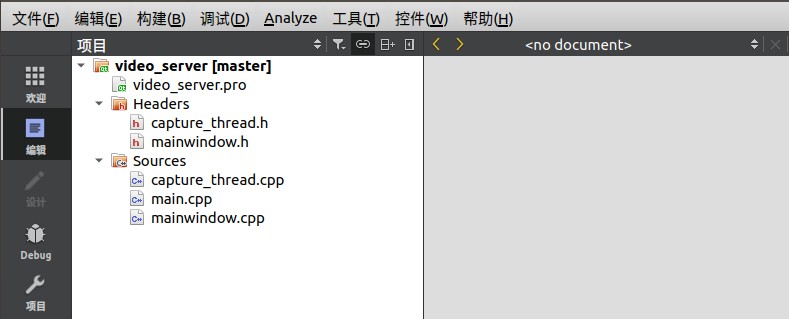 文件(F) 编辑(E) 构建(B) 调试(D) Analyze 工具(T) 控件(W) 帮助(H)
项目 <no document>
video_server [master]
video_server.pro
Headers
capture_thread.h
mainwindow.h
Sources
capture_thread.cpp
main.cpp
mainwindow.cpp
欢迎
编辑
设计
Debug
项目